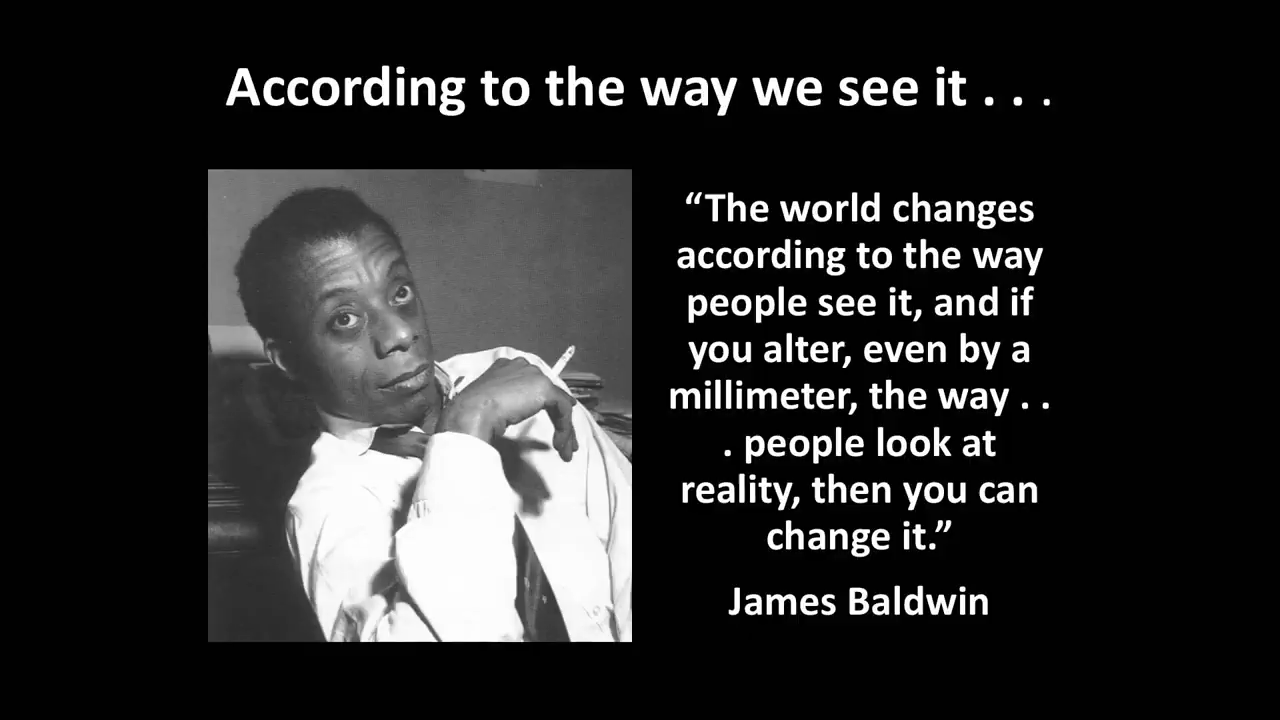 According to the way we see it . . .
“The world changes
according to the way
people see it, and if
you alter, even by a
millimeter, the way . .
. people look at
reality, then you can
change it.”
James Baldwin